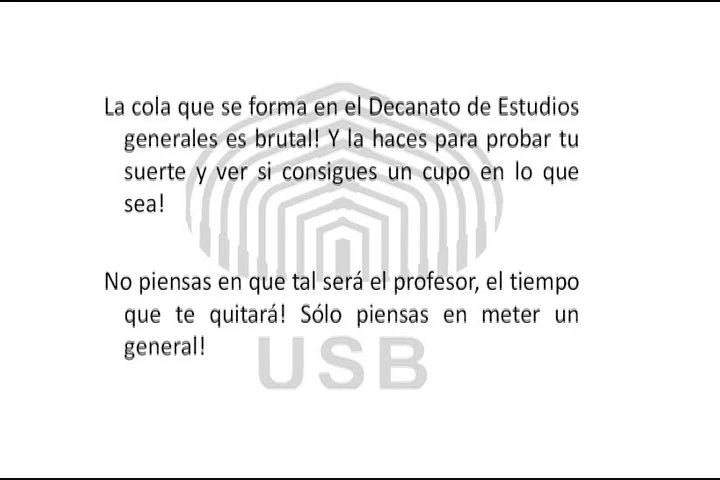 La cola que se forma en el Decanato de Estudios
generales es brutal! Y la haces para probar tu
suerte y ver si consigues un cupo en lo que
sea!
No piensas en que tal será el profesor, el tiempo
que te quitará! Sólo piensas en meter un
general!
USB